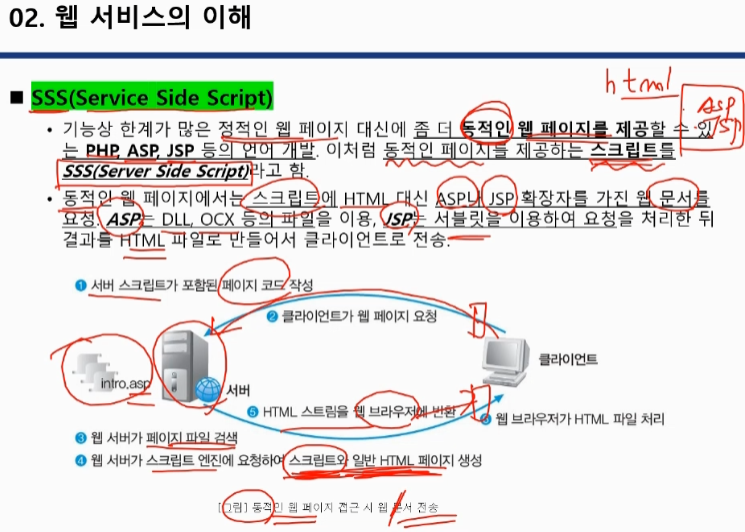 02. 웹 서비스의 이해
html
Asp
Jsp
■ SSS(Service Side Script)
• 기능상 한계가 많은 정적인 웹 페이지 대신에 좀 더 동적인 웹 페이지를 제공할 수 있
는 PHP, ASP, JSP 등의 언어 개발. 이처럼 동적인 페이지를 제공하는 스크립트를
SSS(Server Side Script)라고 함.
• 동적인 웹 페이지에서는 스크립트에 HTML 대신 ASP나 JSP 확장자를 가진 웹 문서를
요청. ASP는 DLL, OCX 등의 파일을 이용, JSP는 서블릿을 이용하여 요청을 처리한 뒤
결과를 HTML 파일로 만들어서 클라이언트로 전송.
1 서버 스크립트가 포함된 페이지 코드 작성
2 클라이언트가 웹 페이지 요청
클라이언트
intro.asp
서버
5 HTML 스트림을 웹 브라우저에 반환
6 웹 브라우저가 HTML 파일 처리
3 웹 서버가 페이지 파일 검색
4 웹 서버가 스크립트 엔진에 요청하여 스크립트와 일반 HTML 페이지 생성
[그림] 동적인 웹 페이지 접근 시 웹 문서 전송